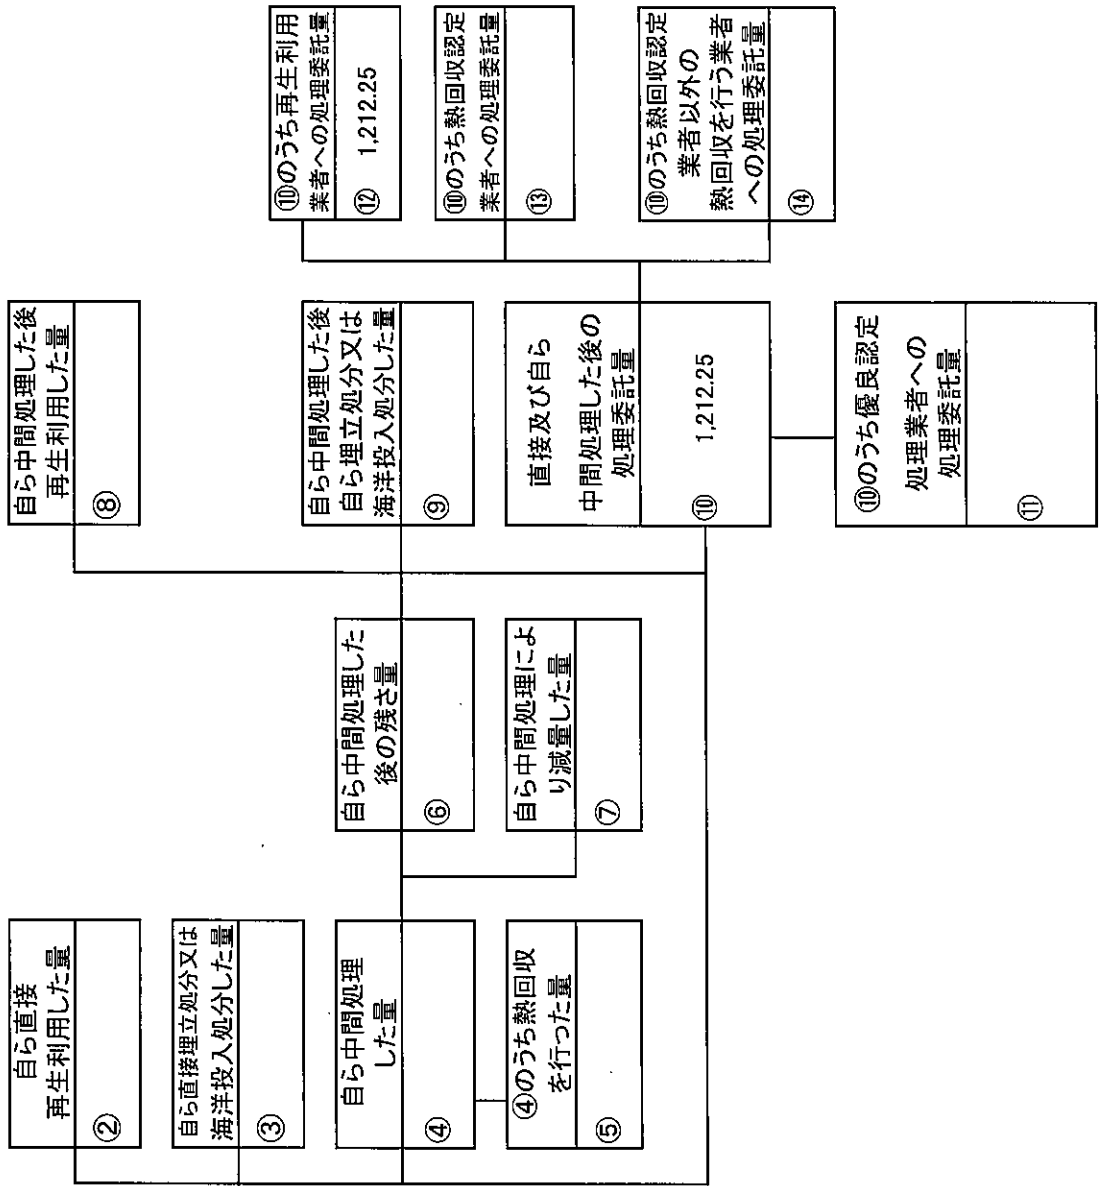 自ら直接
再生利用した量
②
自ら直接埋立処分又は
海洋投入処分した量
③
自ら中間処理
した量
④
④のうち熱回収
を行った量
⑤
自ら中間処理した
後の残さ量
⑥
自ら中間処理によ
り減量した量
⑦
自ら中間処理した後
再生利用した量
⑧
自ら中間処理した後
自ら埋立処分又は
海洋投入処分した量
⑨
直接及び自ら
中間処理した後の
処理委託量
⑩ 1,212.25
⑩のうち優良認定
処理業者への
処理委託量
⑪
⑩のうち再生利用
業者への処理委託量
⑫ 1,212.25
⑩のうち熱回収認定
業者への処理委託量
⑬
⑩のうち熱回収認定
業者以外の
熱回収を行う業者
への処理委託量
⑭